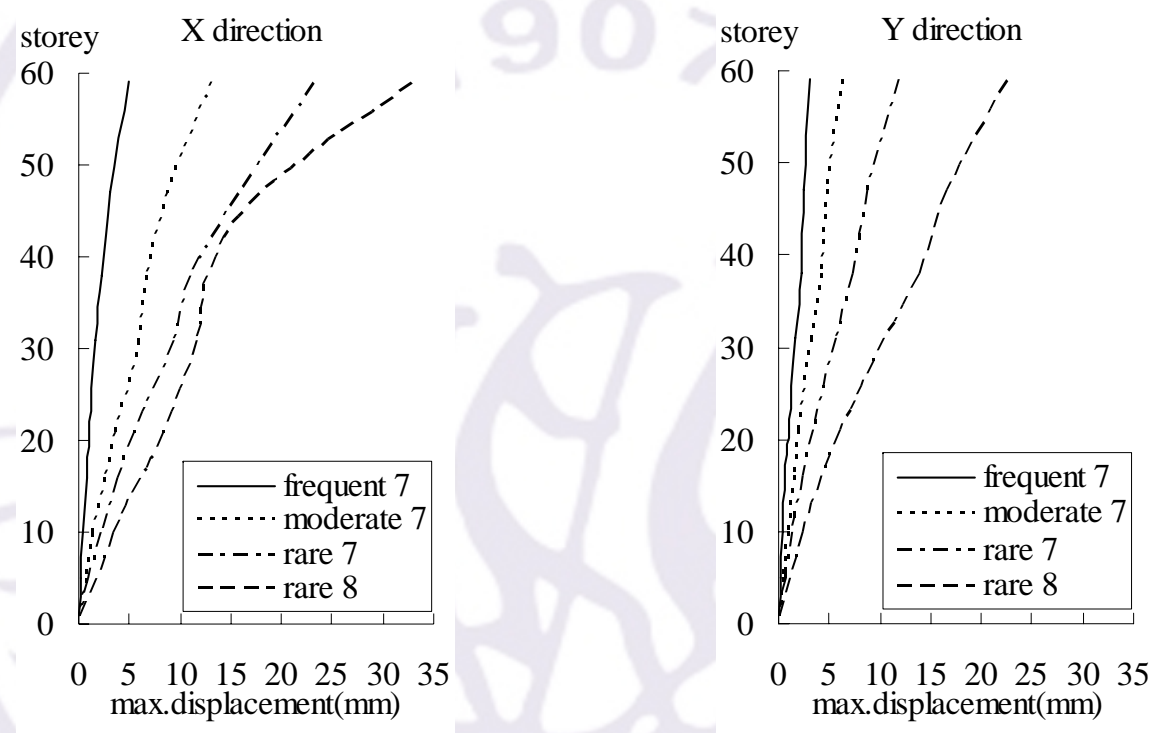 X direction
storey
60
50
40
30
20
10
0
frequent 7
moderate 7
rare 7
rare 8
0 5 10 15 20 25 30 35
max.displacement(mm)
907
Y direction
storey
60
50
40
30
20
10
0
frequent 7
moderate 7
rare 7
rare 8
0 5 10 15 20 25 30 35
max.displacement(mm)